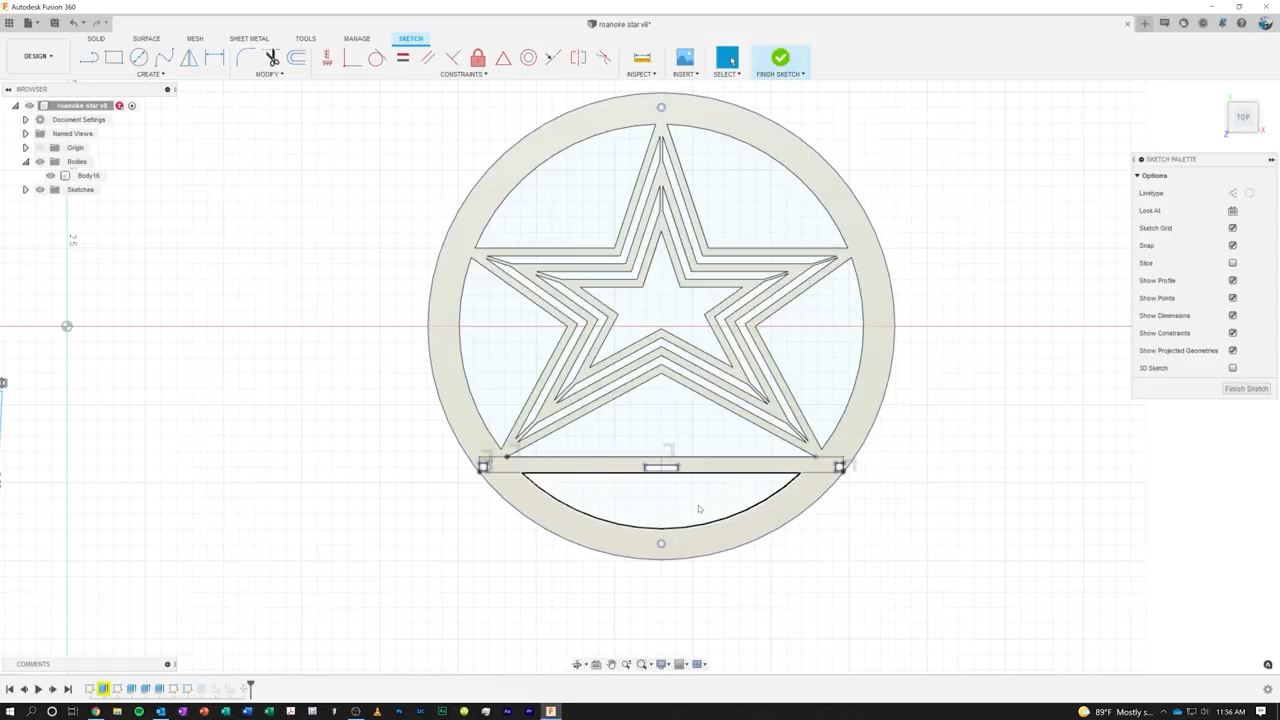 Autodesk Fusion 360
roanoke star v8*
DESIGN
SOLID SURFACE MESH SHEET METAL TOOLS MANAGE SKETCH
CREATE MODIFY CONSTRAINTS INSPECT INSERT SELECT FINISH SKETCH
BROWSER
roanoke star v8
Document Settings
Named Views
Origin
Bodies
Body16
Sketches
2.5
TOP
X
Z
SKETCH PALETTE
Options
Linetype
Look At
Sketch Grid
Snap
Slice
Show Profile
Show Points
Show Dimensions
Show Constraints
Show Projected Geometries
3D Sketch
Finish Sketch
COMMENTS
89°F Mostly s...
11:56 AM